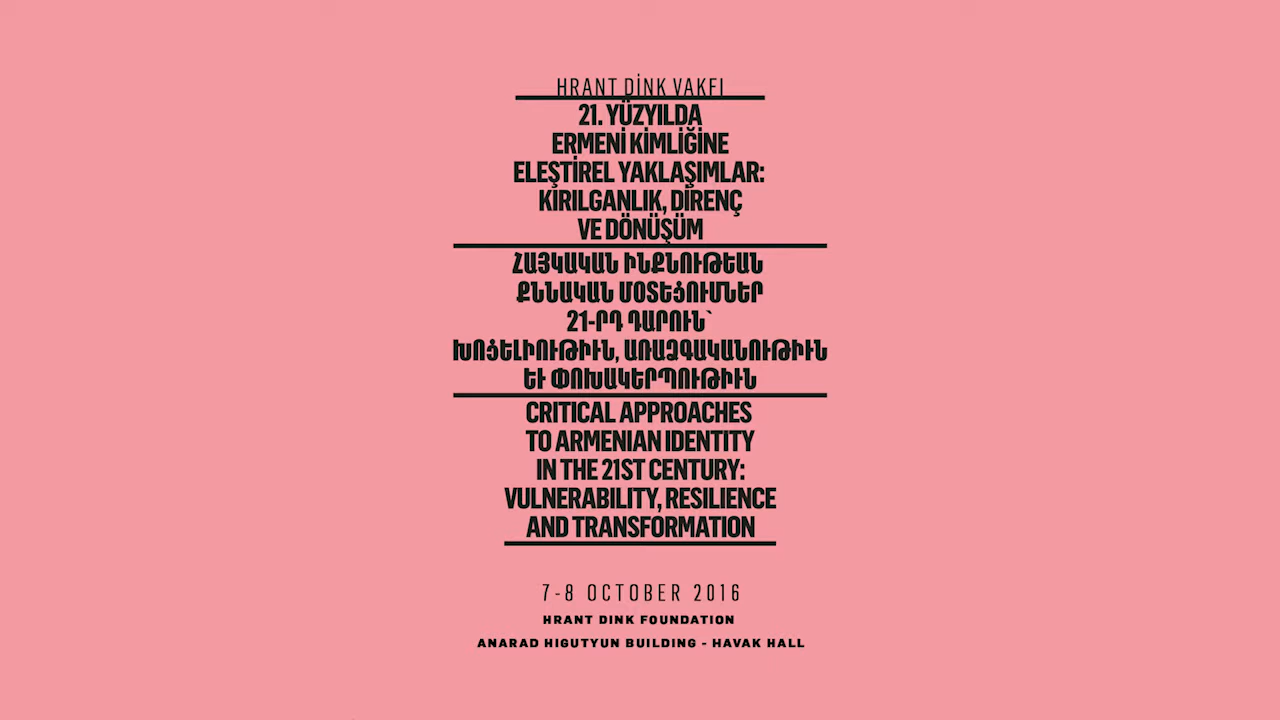 HRANT DİNK VAKFI
21. YÜZYILDA
ERMENİ KİMLİĞİNE
ELEŞTİREL YAKLAŞIMLAR:
KIRILGANLIK, DİRENÇ
VE DÖNÜŞÜM
ՀԱՅԿԱԿԱՆ ԻՆՔՆՈՒԹԵԱՆ
ՔՆՆԱԿԱՆ ՄՕՏԵՑՈՒՄՆԵՐ
21-ՐԴ ԴԱՐՈՒՆ՝
ԽՈՑԵԼԻՈՒԹԻՒՆ, ԱՌԱՁԳԱԿԱՆՈՒԹԻՒՆ
ԵՒ ՓՈԽԱԿԵՐՊՈՒԹԻՒՆ
CRITICAL APPROACHES
TO ARMENIAN IDENTITY
IN THE 21ST CENTURY:
VULNERABILITY, RESILIENCE
AND TRANSFORMATION
7-8 OCTOBER 2016
HRANT DINK FOUNDATION
ANARAD HIGUTYUN BUILDING - HAVAK HALL